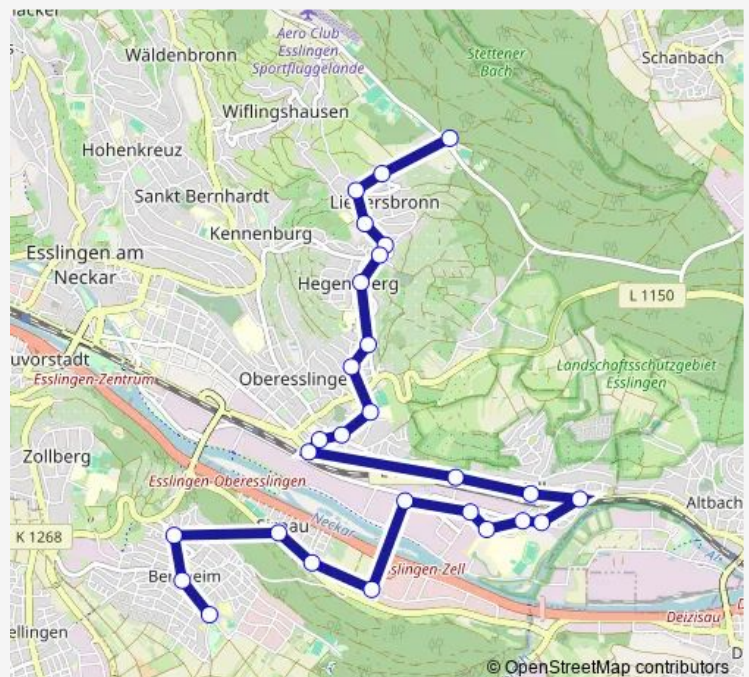 Wäldenbronn
Aero Club
Esslingen
Sportfluggelände
Stettener
Bach
Schanbach
Wiflingshausen
Hohenkreuz
Sankt Bernhardt
Kennenburg
Esslingen am
Neckar
L 1150
Landschaftsschutzgebiet
Esslingen
Esslingen-Zentrum
Oberesslinge
Zollberg
Esslingen-Oberesslingen
Neckar
Altbach
K 1268
Deizisau
ellingen
© OpenStreetMap contributors